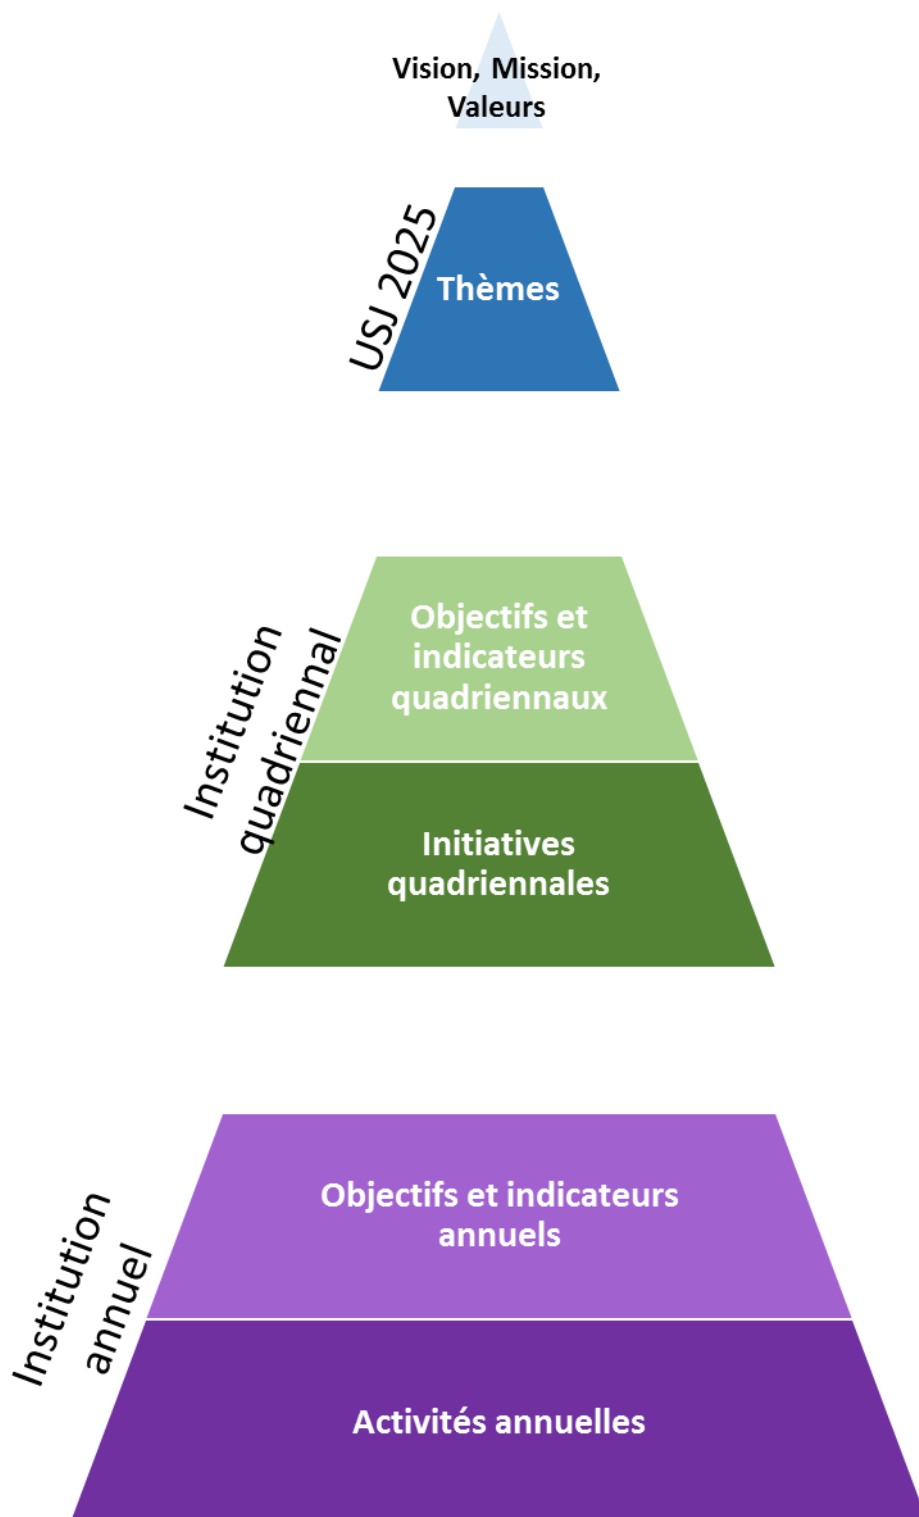 Vision, Mission,
Valeurs
USJ 2025
Thèmes
Institution
quadriennal
Objectifs et
indicateurs
quadriennaux
Initiatives
quadriennales
Institution
annuel
Objectifs et indicateurs
annuels
Activités annuelles